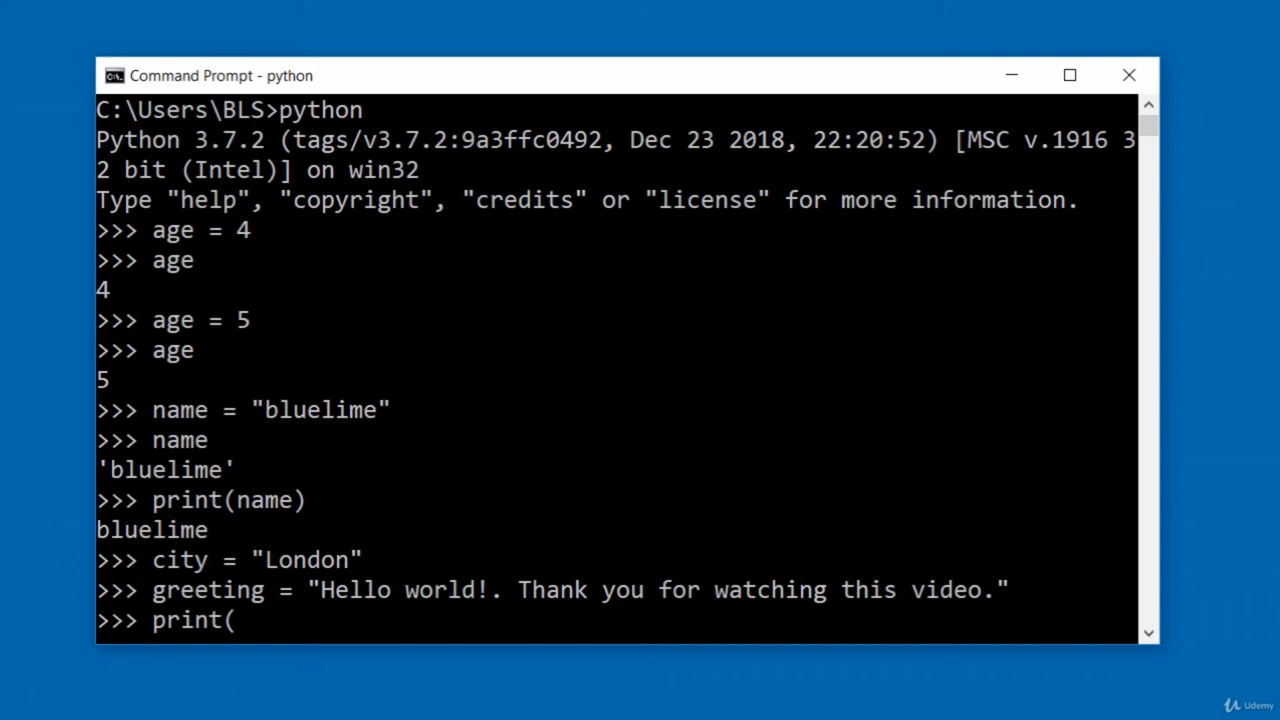 Command Prompt - python
C:\Users\BLS>python
Python 3.7.2 (tags/v3.7.2:9a3ffc0492, Dec 23 2018, 22:20:52) [MSC v.1916 3
2 bit (Intel)] on win32
Type "help", "copyright", "credits" or "license" for more information.
>>> age = 4
>>> age
4
>>> age = 5
>>> age
5
>>> name = "bluelime"
>>> name
'bluelime'
>>> print(name)
bluelime
>>> city = "London"
>>> greeting = "Hello world!. Thank you for watching this video."
>>> print(
Udemy